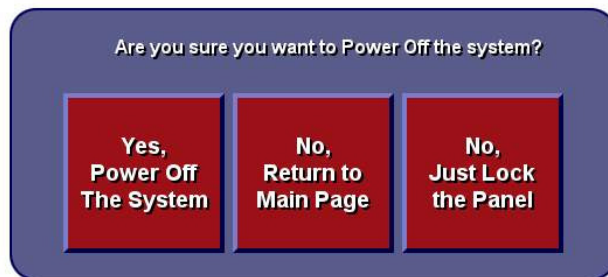 Are you sure you want to Power Off the system?
Yes,
Power Off
The System
No,
Return to
Main Page
No,
Just Lock
the Panel